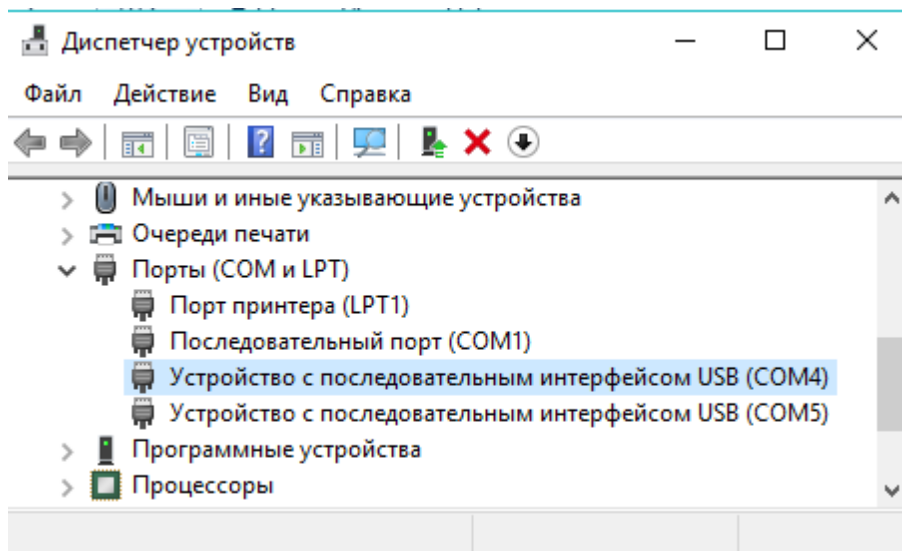 Диспетчер устройств
Файл Действие Вид Справка
Мыши и иные указывающие устройства
Очереди печати
Порты (COM и LPT)
Порт принтера (LPT1)
Последовательный порт (COM1)
Устройство с последовательным интерфейсом USB (COM4)
Устройство с последовательным интерфейсом USB (COM5)
Программные устройства
Процессоры